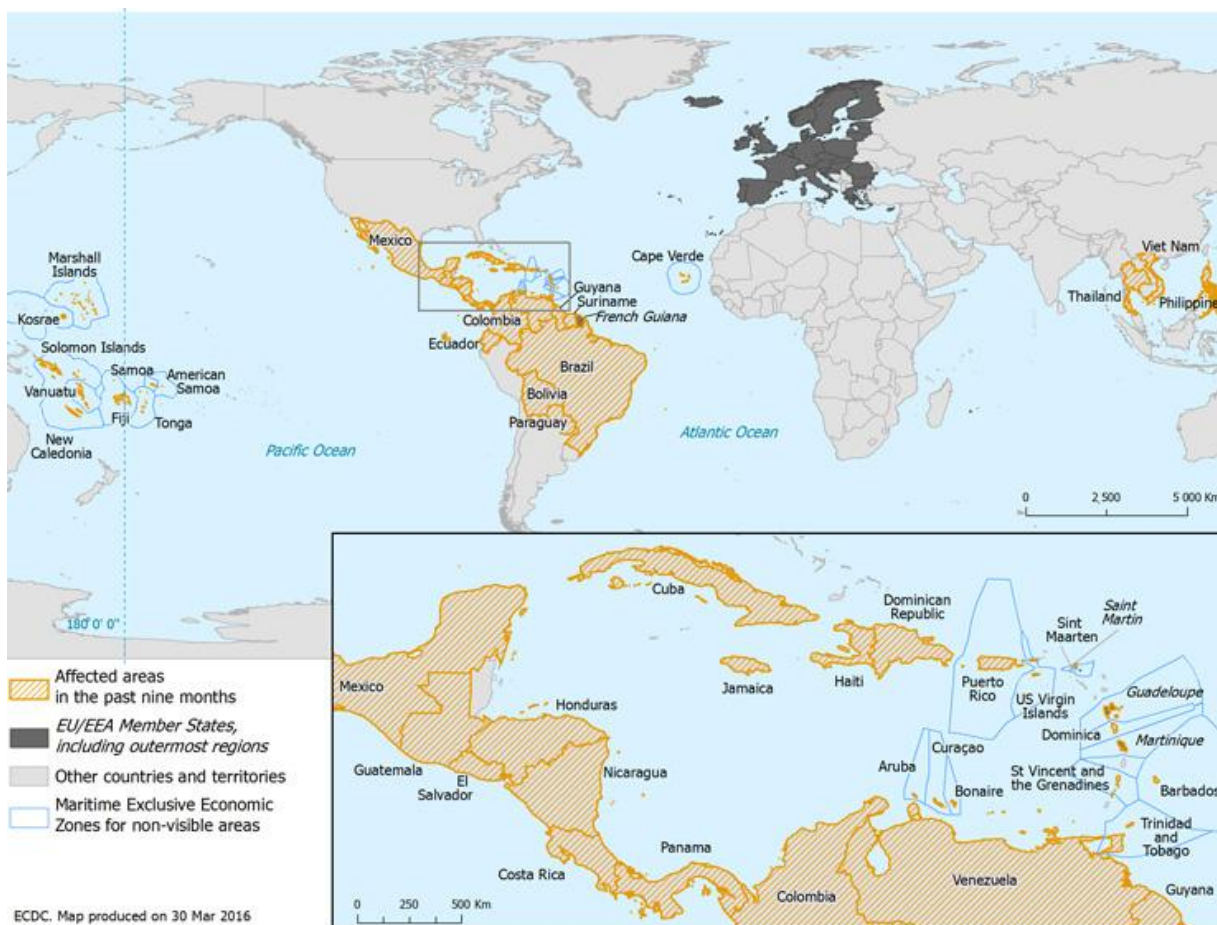 Mexico
Cape Verde
Marshall
Islands
Viet Nam
Guyana
Suriname
French Guiana
Thailand
Philippine
Kosrae
Colombia
Ecuador
Solomon Islands
Samoa
American
Samoa
Brazil
Vanuatu
Bolivia
Fiji
Tonga
Paraguay
New
Caledonia
Pacific Ocean
Atlantic Ocean
0 2,500 5 000 Km
180°0' 0"
Affected areas
in the past nine months
EU/EEA Member States,
including outermost regions
Other countries and territories
Maritime Exclusive Economic
Zones for non-visible areas
ECDC. Map produced on 30 Mar 2016
Cuba
Dominican
Republic
Saint
Martin
Sint
Maarten
Mexico
Jamaica
Haiti
Puerto
Rico
US Virgin
Islands
Guadeloupe
Honduras
Dominica
Martinique
Curaçao
Aruba
Bonaire
Guatemala
El
Salvador
Nicaragua
St Vincent and
the Grenadines
Barbados
Trinidad
and
Tobago
Panama
Costa Rica
Colombia
Venezuela
Guyana
0 250 500 Km